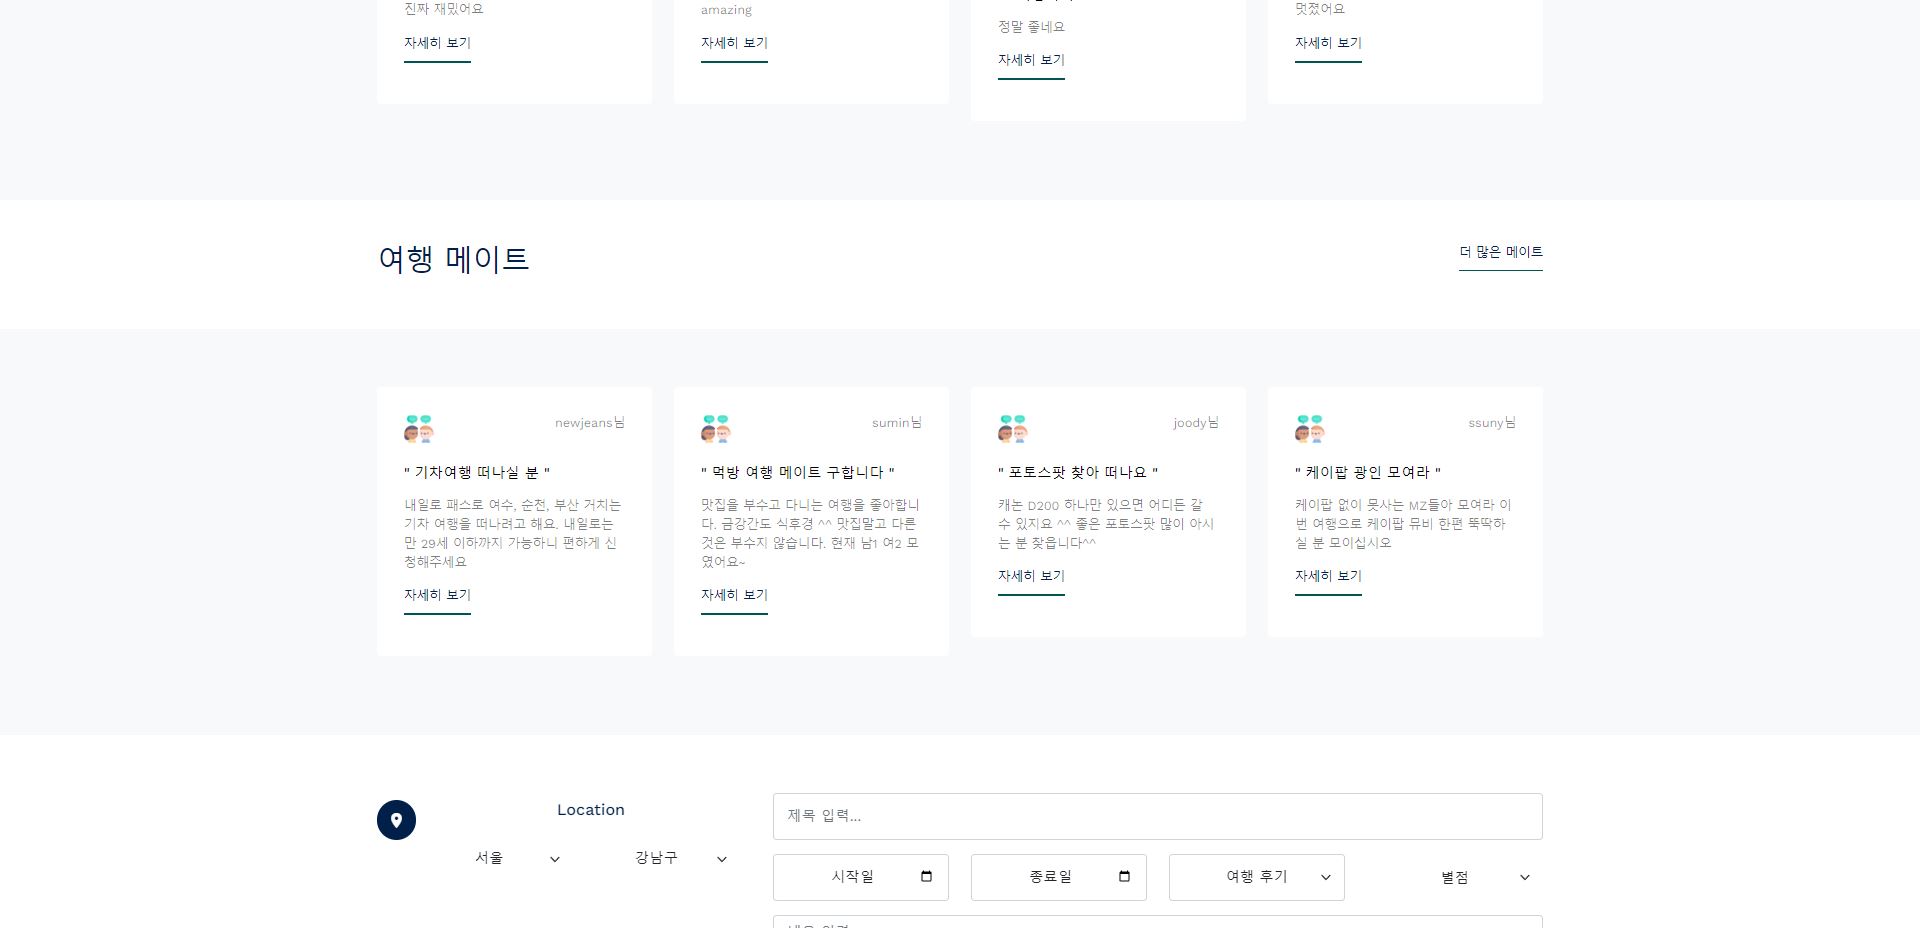 진짜 재밌어요
amazing
정말 좋네요
멋졌어요
자세히 보기
자세히 보기
자세히 보기
자세히 보기
여행 메이트
더 많은 메이트
newjeans님
" 기차여행 떠나실 분 "
내일로 패스로 여수, 순천, 부산 거치는
기차 여행을 떠나려고 해요. 내일로는
만 29세 이하까지 가능하니 편하게 신
청해주세요
자세히 보기
sumin님
" 먹방 여행 메이트 구합니다 "
맛집을 부수고 다니는 여행을 좋아합니
다. 금강간도 식후경 ^^ 맛집말고 다른
것은 부수지 않습니다. 현재 남1 여2 모
였어요~
자세히 보기
joody님
" 포토스팟 찾아 떠나요 "
캐논 D200 하나만 있으면 어디든 갈
수 있지요 ^^ 좋은 포토스팟 많이 아시
는 분 찾읍니다^^
자세히 보기
ssuny님
" 케이팝 광인 모여라 "
케이팝 없이 못사는 MZ들아 모여라 이
번 여행으로 케이팝 뮤비 한편 뚝딱하
실 분 모이십시오
자세히 보기
Location
서울
강남구
제목 입력...
시작일
종료일
여행 후기
별점